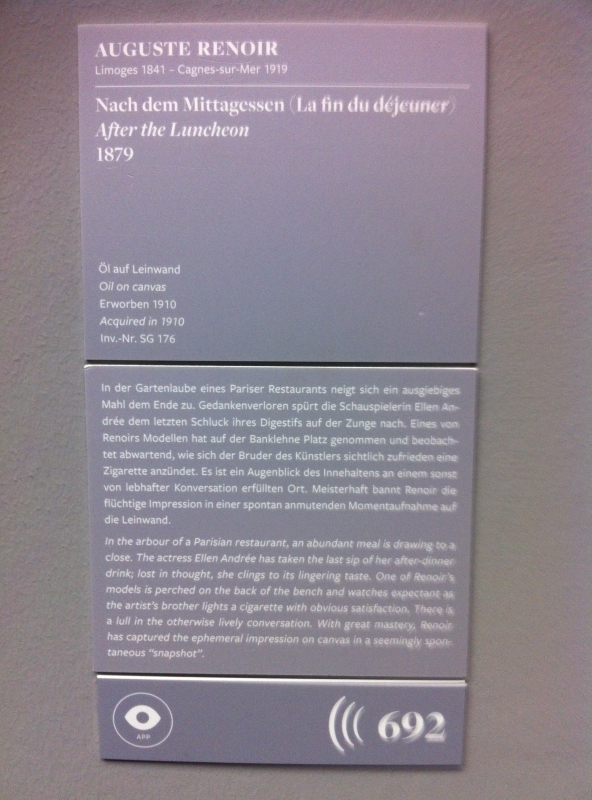 AUGUSTE RENOIR
Limoges 1841 – Cagnes-sur-Mer 1919
Nach dem Mittagessen (La fin du déjeuner)
After the Luncheon
1879
Öl auf Leinwand
Oil on canvas
Erworben 1910
Acquired in 1910
Inv.-Nr. SG 176
In der Gartenlaube eines Pariser Restaurants neigt sich ein ausgiebiges
Mahl dem Ende zu. Gedankenverloren spürt die Schauspielerin Ellen An-
drée dem letzten Schluck ihres Digestifs auf der Zunge nach. Eines von
Renoirs Modellen hat auf der Banklehne Platz genommen und beobach-
tet abwartend, wie sich der Bruder des Künstlers sichtlich zufrieden eine
Zigarette anzündet. Es ist ein Augenblick des Innehaltens an einem sonst
von lebhafter Konversation erfüllten Ort. Meisterhaft bannt Renoir die
flüchtige Impression in einer spontan anmutenden Momentaufnahme auf
die Leinwand.
In the arbour of a Parisian restaurant, an abundant meal is drawing to a
close. The actress Ellen Andrée has taken the last sip of her after-dinner
drink; lost in thought, she clings to its lingering taste. One of Renoir's
models is perched on the back of the bench and watches expectant as
the artist's brother lights a cigarette with obvious satisfaction. There is
a lull in the otherwise lively conversation. With great mastery, Renoir
has captured the ephemeral impression on canvas in a seemingly spon-
taneous “snapshot”.
APP
692